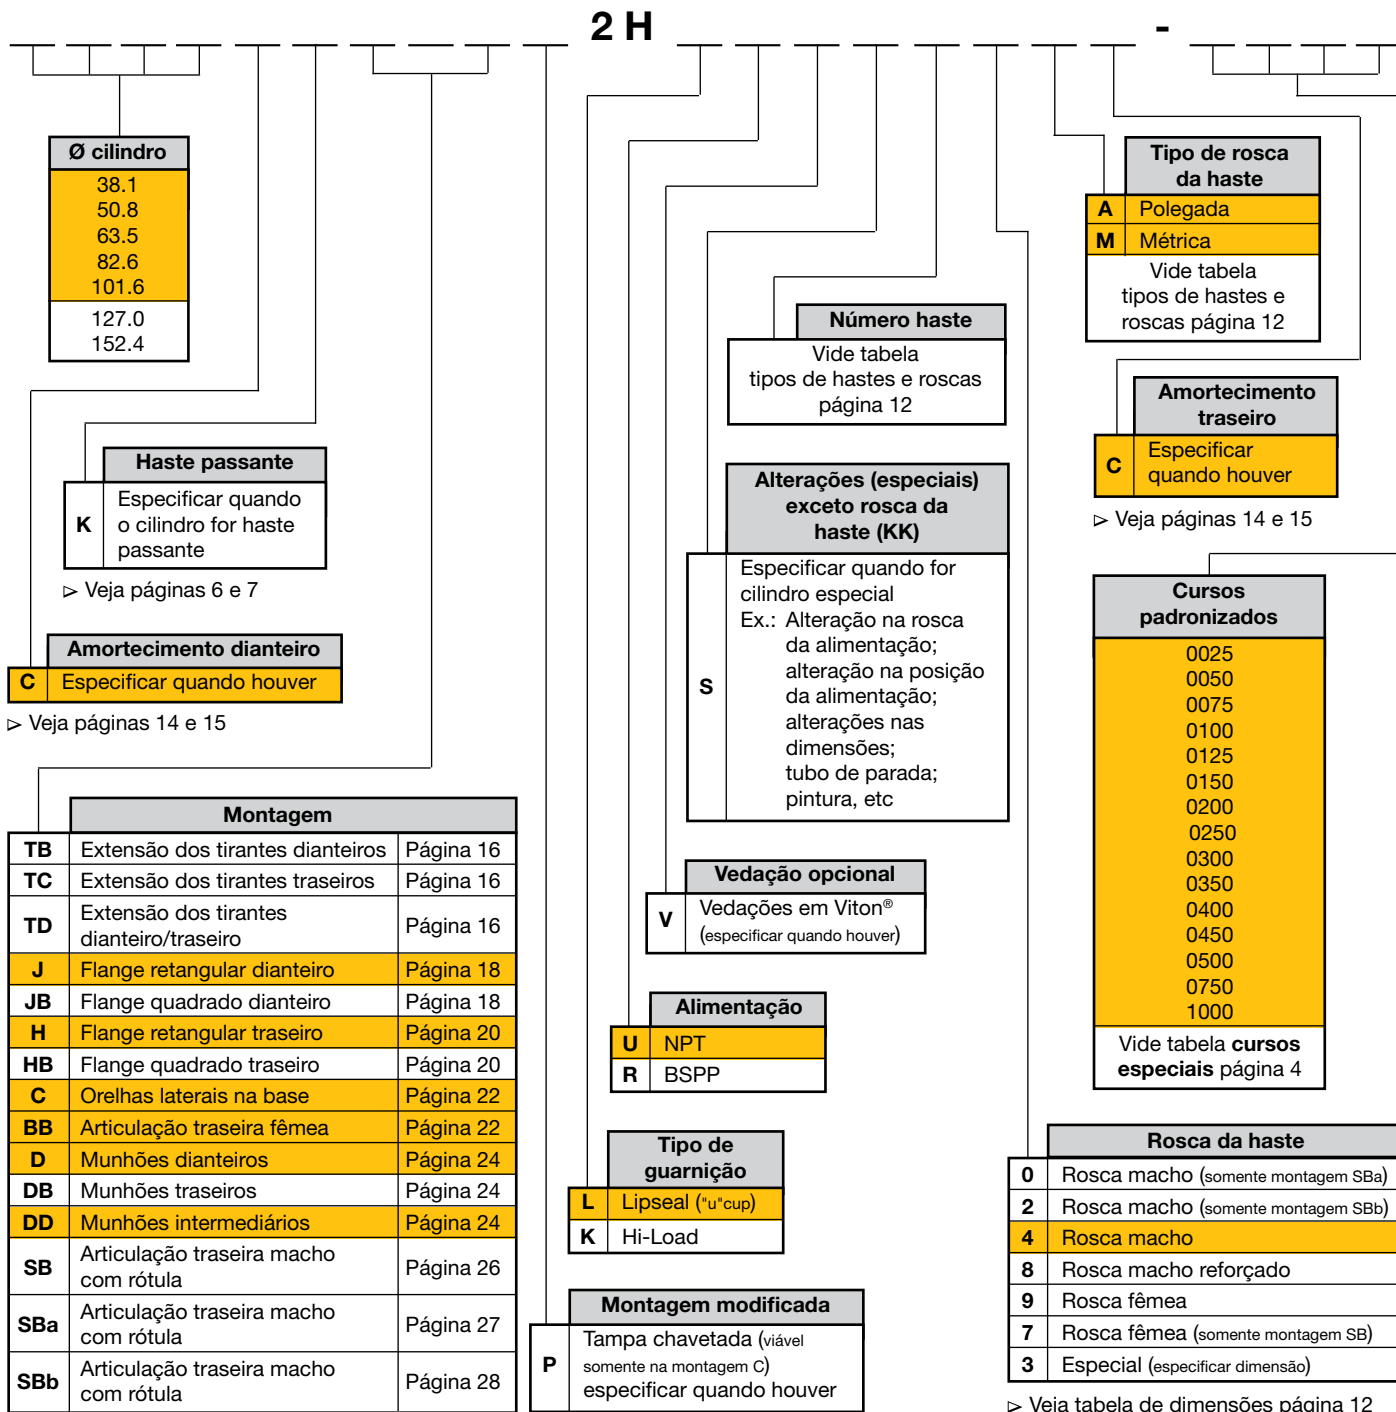 2 H -
Ø cilindro
38.1
50.8
63.5
82.6
101.6
127.0
152.4
Haste passante
K Especificar quando
o cilindro for haste
passante
▷ Veja páginas 6 e 7
Amortecimento dianteiro
C Especificar quando houver
▷ Veja páginas 14 e 15
Montagem
TB Extensão dos tirantes dianteiros Página 16
TC Extensão dos tirantes traseiros Página 16
TD Extensão dos tirantes
dianteiro/traseiro Página 16
J Flange retangular dianteiro Página 18
JB Flange quadrado dianteiro Página 18
H Flange retangular traseiro Página 20
HB Flange quadrado traseiro Página 20
C Orelhas laterais na base Página 22
BB Articulação traseira fêmea Página 22
D Munhões dianteiros Página 24
DB Munhões traseiros Página 24
DD Munhões intermediários Página 24
SB Articulação traseira macho
com rótula Página 26
SBa Articulação traseira macho
com rótula Página 27
SBb Articulação traseira macho
com rótula Página 28
Montagem modificada
P Tampa chavetada (viável
somente na montagem C)
especificar quando houver
Tipo de
guarnição
L Lipseal ("u"cup)
K Hi-Load
Alimentação
U NPT
R BSPP
Vedação opcional
V Vedações em Viton®
(especificar quando houver)
Alterações (especiais)
exceto rosca da
haste (KK)
S Especificar quando for
cilindro especial
Ex.: Alteração na rosca
da alimentação;
alteração na posição
da alimentação;
alterações nas
dimensões;
tubo de parada;
pintura, etc
Número haste
Vide tabela
tipos de hastes e roscas
página 12
Tipo de rosca
da haste
A Polegada
M Métrica
Vide tabela
tipos de hastes e
roscas página 12
Amortecimento
traseiro
C Especificar
quando houver
▷ Veja páginas 14 e 15
Cursos
padronizados
0025
0050
0075
0100
0125
0150
0200
0250
0300
0350
0400
0450
0500
0750
1000
Vide tabela cursos
especiais página 4
Rosca da haste
0 Rosca macho (somente montagem SBa)
2 Rosca macho (somente montagem SBb)
4 Rosca macho
8 Rosca macho reforçado
9 Rosca fêmea
7 Rosca fêmea (somente montagem SB)
3 Especial (especificar dimensão)
▷ Veja tabela de dimensões página 12